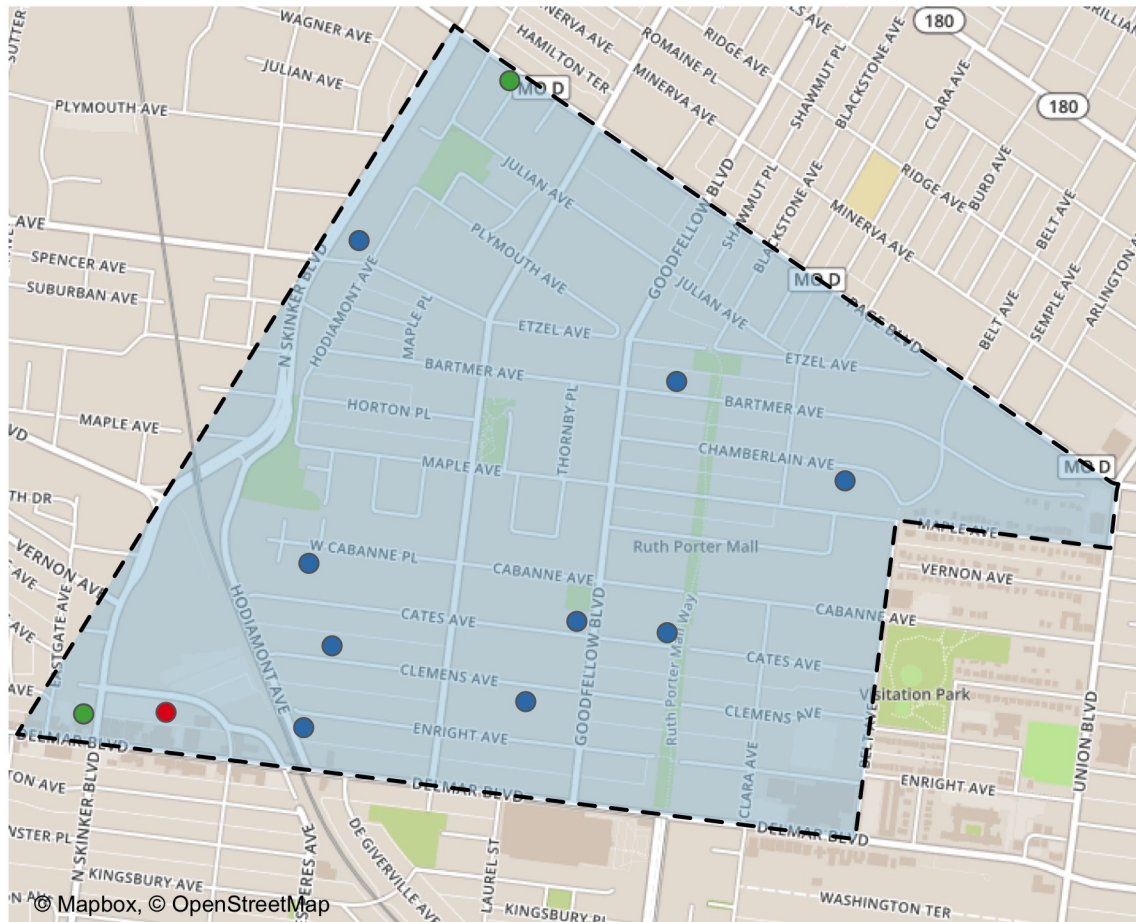 WAGNER AVE
JULIAN AVE
PLYMOUTH AVE
HAMILTON TER
ROMAINE PL
MINERVA AVE
RIDGE AVE
SHAWMUT PL
BLACKSTONE AVE
CLARA AVE
180
180
MO D
RIDGE AVE
BURD AVE
BELT AVE
MINERVA AVE
SEMPLE AVE
BELT AVE
JULIAN AVE
PLYMOUTH AVE
GOODFELLOW BLVD
SHAWMUT PL
MO D
PAGE BLVD
JULIAN AVE
AVE
SPENCER AVE
SUBURBAN AVE
N SKINKER BLVD
HODIAMONT AVE
MAPLE PL
ETZEL AVE
ETZEL AVE
BARTMER AVE
BARTMER AVE
HORTON PL
THORNBY PL
MAPLE AVE
MAPLE AVE
CHAMBERLAIN AVE
MO D
MAPLE AVE
TH DR
VERNON AVE
W CABANNE PL
CABANNE AVE
Ruth Porter Mall
VERNON AVE
CABANNE AVE
EASTGATE AVE
HODIAMONT AVE
CATES AVE
CATES AVE
GOODFELLOW BLVD
Ruth Porter Mall Way
CLEMENS AVE
CLEMENS AVE
Visitation Park
BELT AVE
UNION BLVD
ENRIGHT AVE
ENRIGHT AVE
CLARA AVE
DELMAR BLVD
DELMAR BLVD
DELMAR BLVD
TON AVE
N SKINKER BLVD
DE GIVERVILLE AVE
LAUREL ST
KINGSBURY AVE
KINGSBURY PL
WASHINGTON TER
© Mapbox, © OpenStreetMap